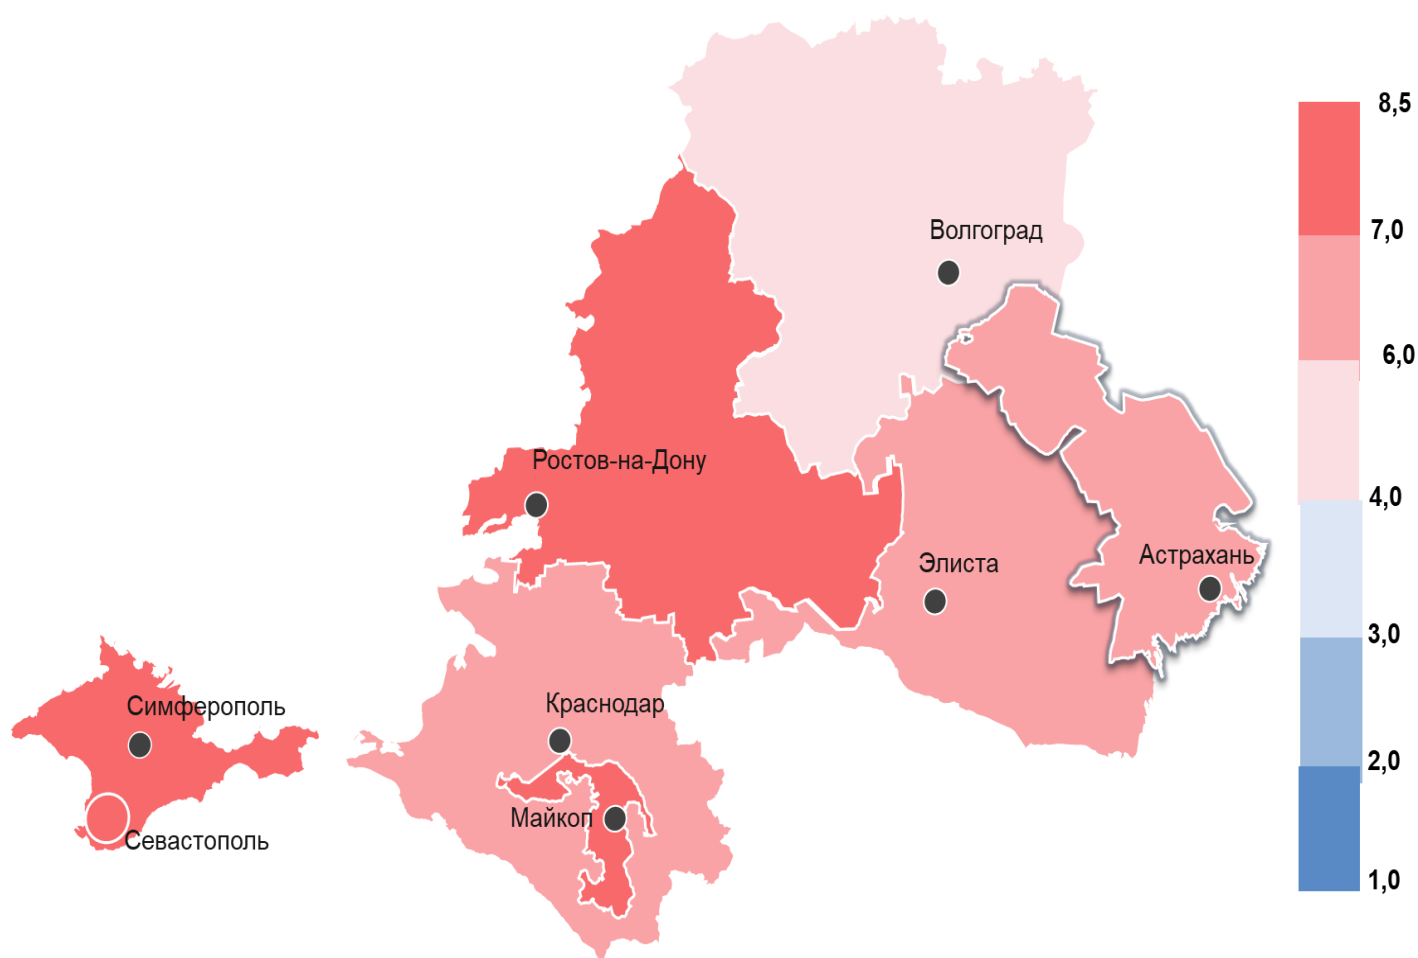 8,5
7,0
Волгоград
6,0
Ростов-на-Дону
4,0
Астрахань
Элиста
3,0
Краснодар
Симферополь
2,0
Майкоп
Севастополь
1,0